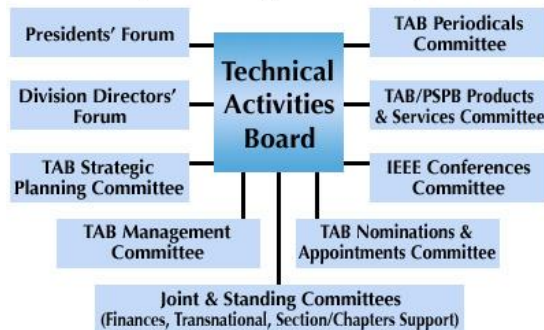 Presidents' Forum
Division Directors'
Forum
TAB Strategic
Planning Committee
Technical
Activities
Board
TAB Periodicals
Committee
TAB/PSPB Products
& Services Committee
IEEE Conferences
Committee
TAB Management
Committee
TAB Nominations &
Appointments Committee
Joint & Standing Committees
(Finances, Transnational, Section/Chapters Support)